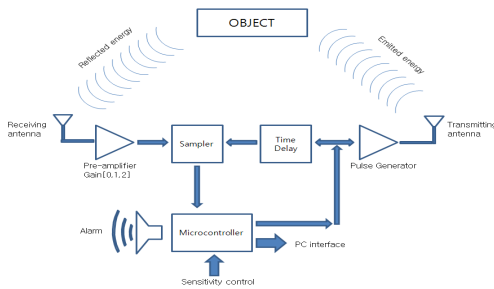 OBJECT
Reflected energy
Emitted energy
Receiving
antenna
Transmitting
antenna
Sampler
Time
Delay
Pre-amplifier
Gain[0,1,2]
Pulse Generator
Alarm
Microcontroller
PC interface
Sensitivity control